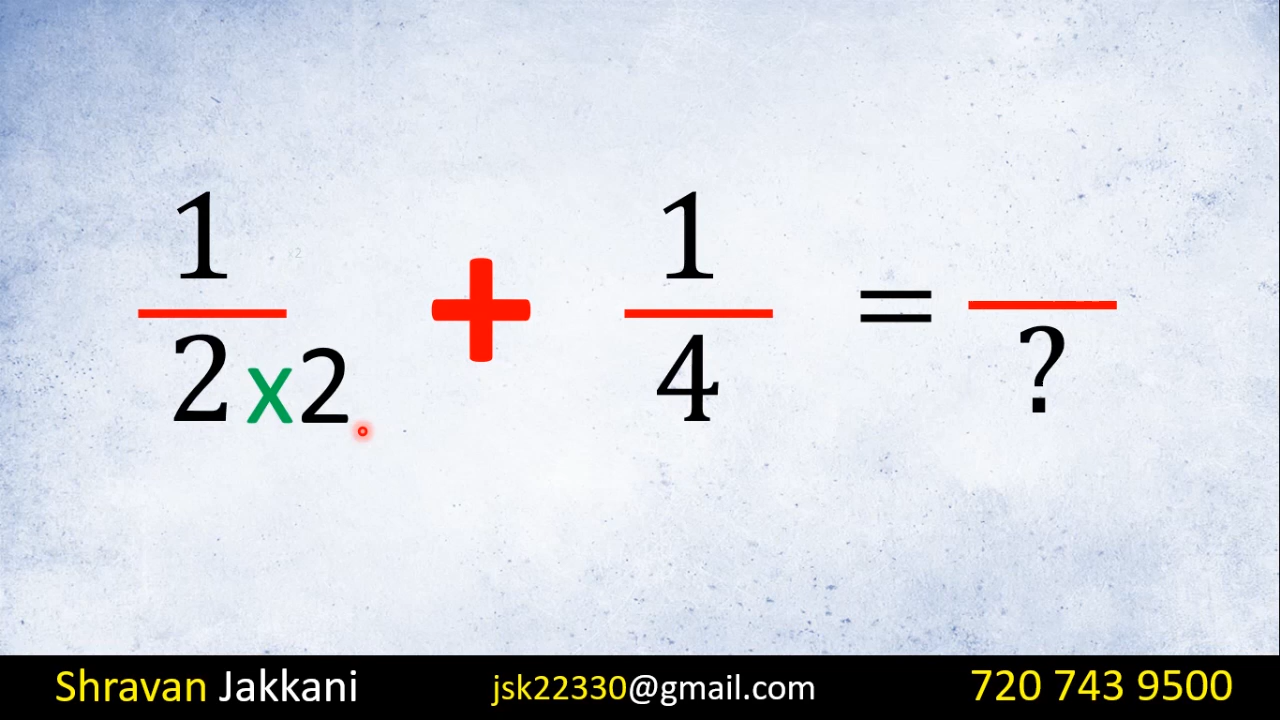 1 1
+ =
2x2 4 ?
Shravan Jakkani jsk22330@gmail.com 720 743 9500